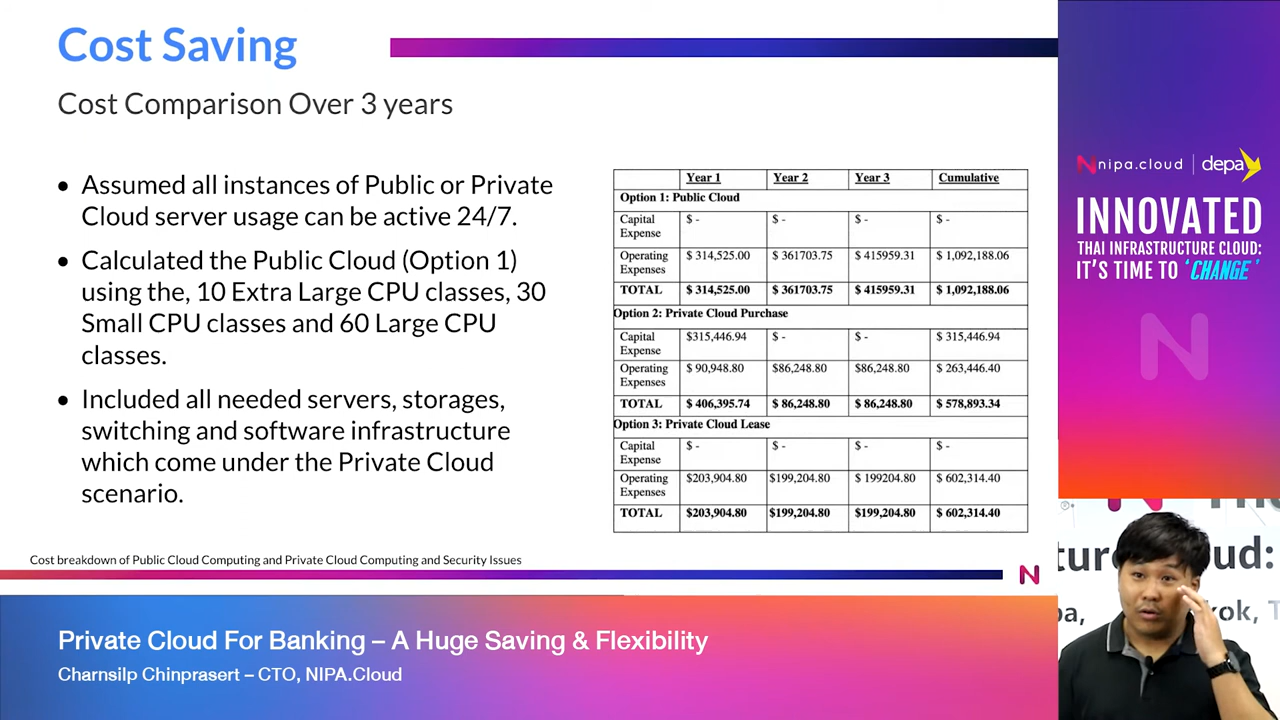 Cost Saving
Cost Comparison Over 3 years
• Assumed all instances of Public or Private
Cloud server usage can be active 24/7.
• Calculated the Public Cloud (Option 1)
using the, 10 Extra Large CPU classes, 30
Small CPU classes and 60 Large CPU
classes.
• Included all needed servers, storages,
switching and software infrastructure
which come under the Private Cloud
scenario.
Year 1 Year 2 Year 3 Cumulative
Option 1: Public Cloud
Capital Expense $ - $ - $ - $ -
Operating Expenses $ 314,525.00 $ 361703.75 $ 415959.31 $ 1,092,188.06
TOTAL $ 314,525.00 $ 361703.75 $ 415959.31 $ 1,092,188.06
Option 2: Private Cloud Purchase
Capital Expense $315,446.94 $ - $ - $ 315,446.94
Operating Expenses $ 90,948.80 $86,248.80 $86,248.80 $ 263,446.40
TOTAL $ 406,395.74 $ 86,248.80 $ 86,248.80 $ 578,893.34
Option 3: Private Cloud Lease
Capital Expense $ - $ - $ - $ -
Operating Expenses $203,904.80 $199,204.80 $ 199204.80 $ 602,314.40
TOTAL $203,904.80 $199,204.80 $199,204.80 $ 602,314.40
Cost breakdown of Public Cloud Computing and Private Cloud Computing and Security Issues
N
Private Cloud For Banking – A Huge Saving & Flexibility
Charnsilp Chinprasert – CTO, NIPA.Cloud
nipa.cloud | depa
INNOVATED
THAI INFRASTRUCTURE CLOUD:
IT'S TIME TO 'CHANGE'
N